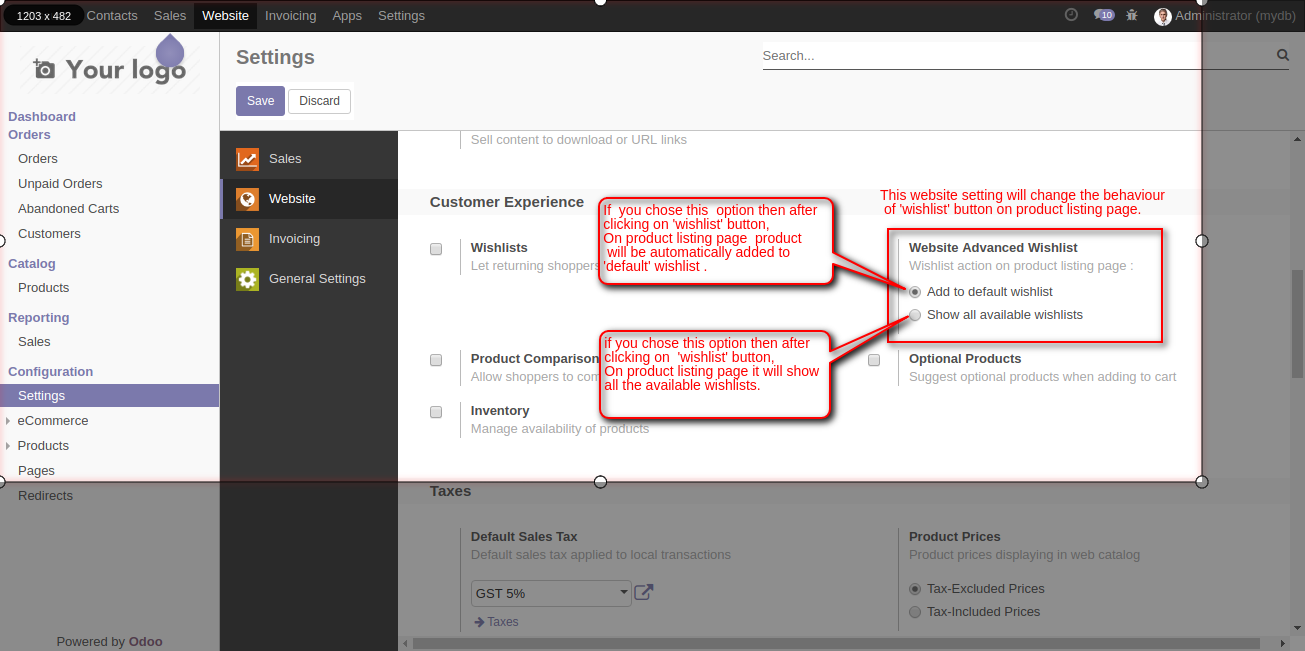 1203 x 482
Contacts
Sales
Website
Invoicing
Apps
Settings
10
Administrator (mydb)
Your logo
Settings
Search...
Save
Discard
Dashboard
Orders
Orders
Unpaid Orders
Abandoned Carts
Customers
Catalog
Products
Reporting
Sales
Configuration
Settings
eCommerce
Products
Pages
Redirects
Powered by Odoo
Sales
Website
Invoicing
General Settings
Sell content to download or URL links
Customer Experience
This website setting will change the behaviour
of 'wishlist' button on product listing page.
Wishlists
Let returning shoppers
If you chose this option then after
clicking on 'wishlist' button,
On product listing page product
will be automatically added to
'default' wishlist .
Website Advanced Wishlist
Wishlist action on product listing page :
Add to default wishlist
Show all available wishlists
if you chose this option then after
clicking on 'wishlist' button,
On product listing page it will show
all the available wishlists.
Product Comparison
Allow shoppers to com
Optional Products
Suggest optional products when adding to cart
Inventory
Manage availability of products
Taxes
Default Sales Tax
Default sales tax applied to local transactions
GST 5%
Taxes
Product Prices
Product prices displaying in web catalog
Tax-Excluded Prices
Tax-Included Prices